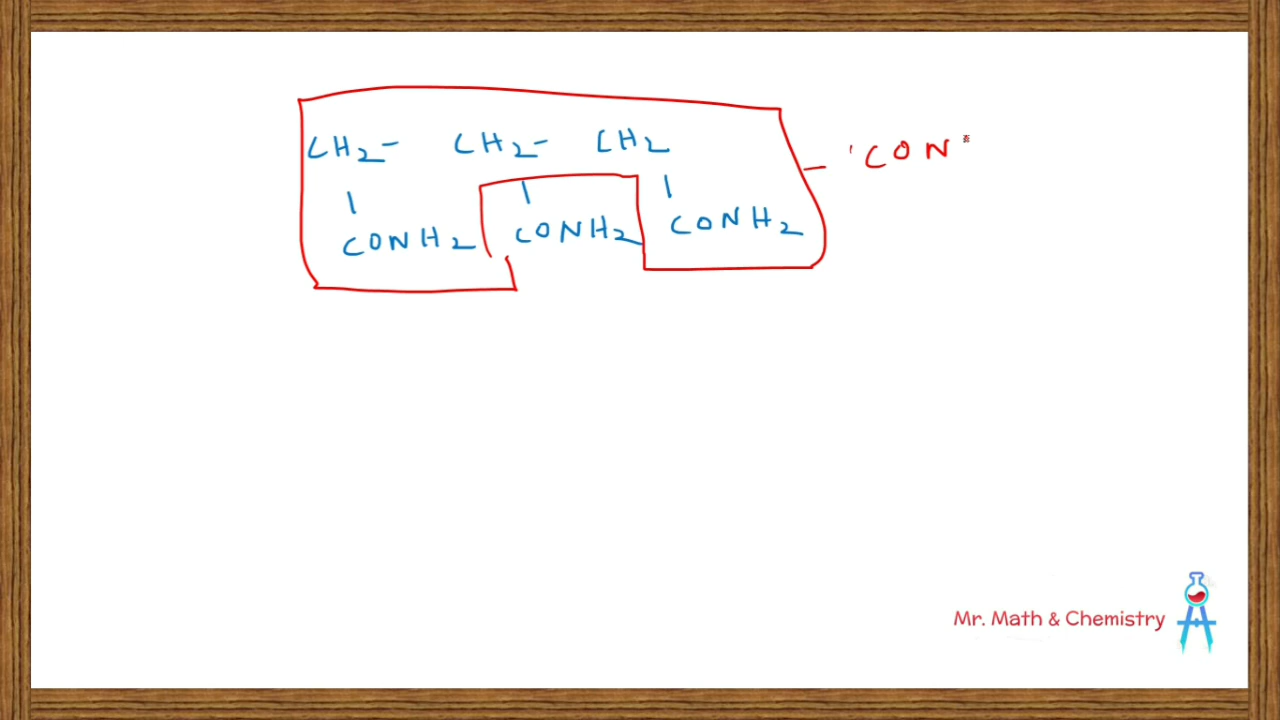 CH2- CH2- CH2 - 'CON
| | |
CONH2 CONH2 CONH2
Mr. Math & Chemistry